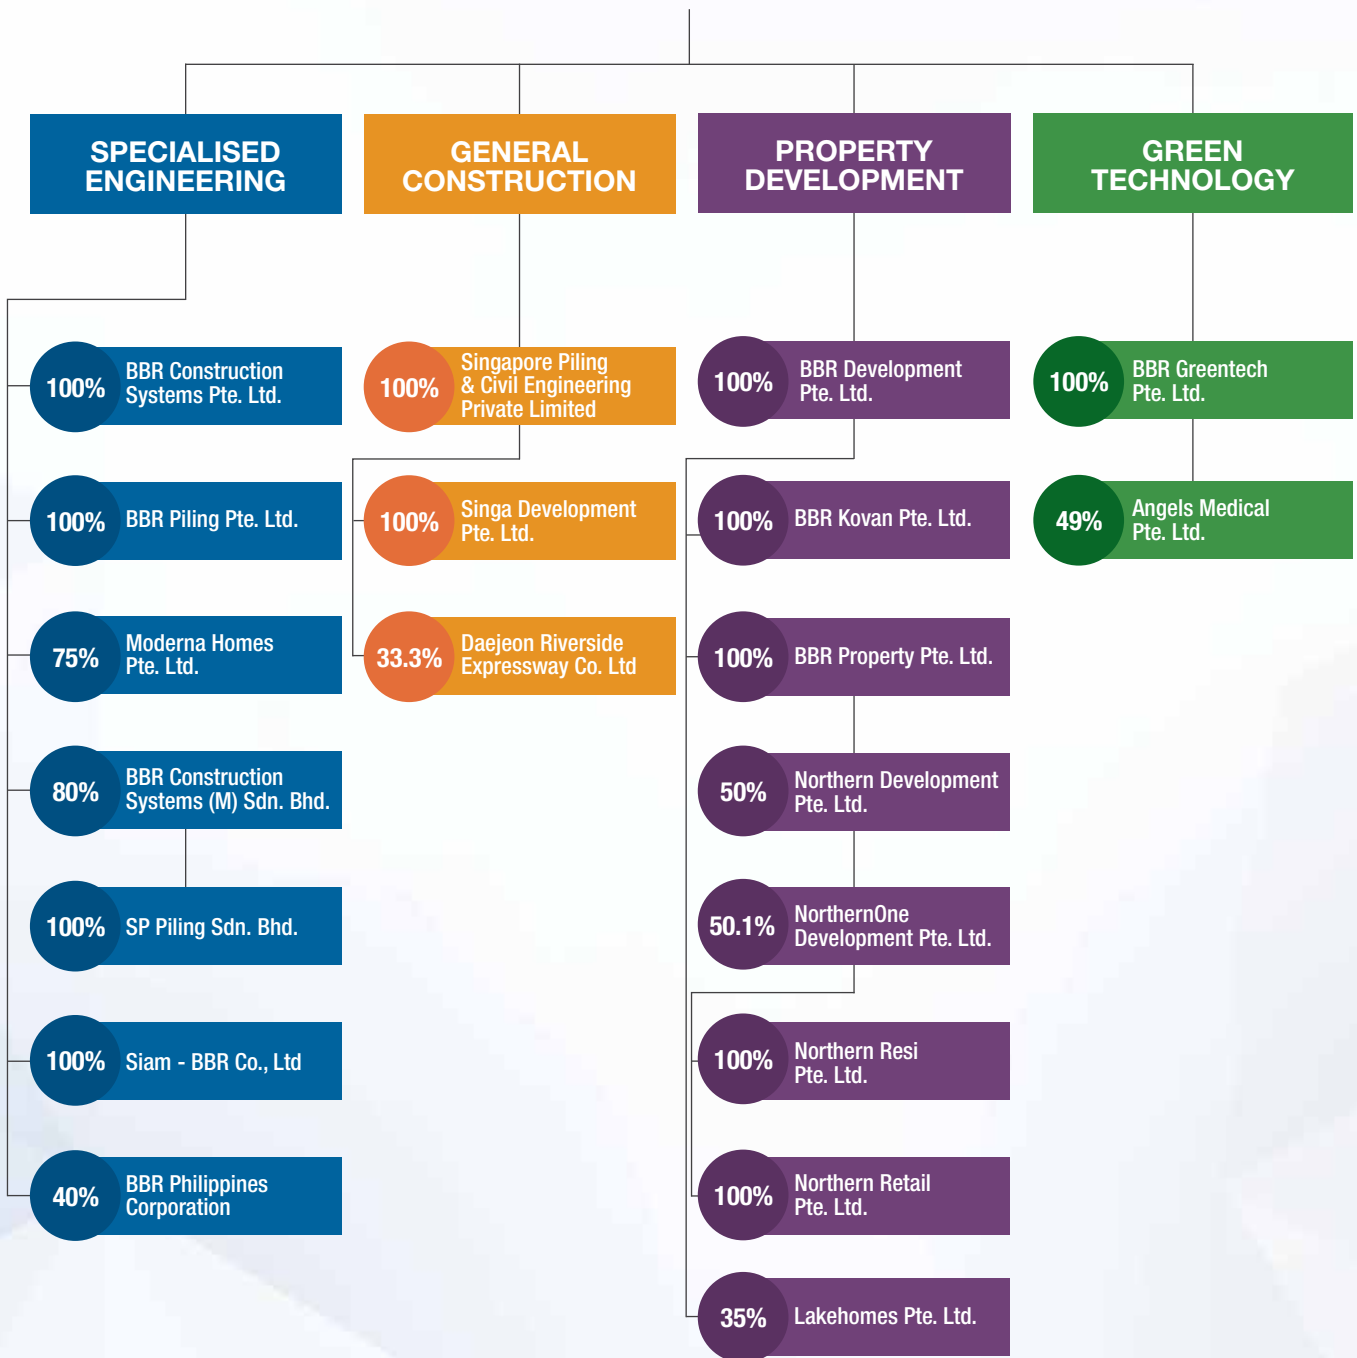 SPECIALISED
ENGINEERING
100%
BBR Construction
Systems Pte. Ltd.
100%
BBR Piling Pte. Ltd.
75%
Moderna Homes
Pte. Ltd.
80%
BBR Construction
Systems (M) Sdn. Bhd.
100%
SP Piling Sdn. Bhd.
100%
Siam - BBR Co., Ltd
40%
BBR Philippines
Corporation
GENERAL
CONSTRUCTION
100%
Singapore Piling
& Civil Engineering
Private Limited
100%
Singa Development
Pte. Ltd.
33.3%
Daejeon Riverside
Expressway Co. Ltd
PROPERTY
DEVELOPMENT
100%
BBR Development
Pte. Ltd.
100%
BBR Kovan Pte. Ltd.
100%
BBR Property Pte. Ltd.
50%
Northern Development
Pte. Ltd.
50.1%
NorthernOne
Development Pte. Ltd.
100%
Northern Resi
Pte. Ltd.
100%
Northern Retail
Pte. Ltd.
35%
Lakehomes Pte. Ltd.
GREEN
TECHNOLOGY
100%
BBR Greentech
Pte. Ltd.
49%
Angels Medical
Pte. Ltd.